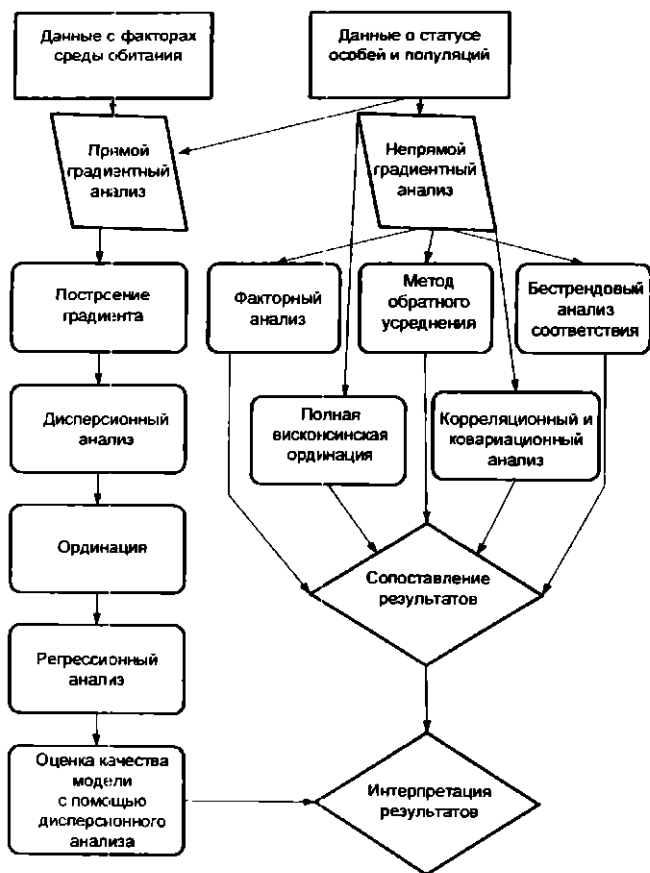 Данные с факторах
среды обитания
Данные о статусе
особей и популяций
Прямой
градиентный
анализ
Непрямой
градиентный
анализ
Построение
градиента
Факторный
анализ
Метод
обратного
усреднения
Бестрендовый
анализ
соответствия
Дисперсионный
анализ
Полная
висконсинская
ординация
Корреляционный и
ковариационный
анализ
Ординация
Сопоставление
результатов
Регрессионный
анализ
Оценка качества
модели
с помощью
дисперсионного
анализа
Интерпретация
результатов